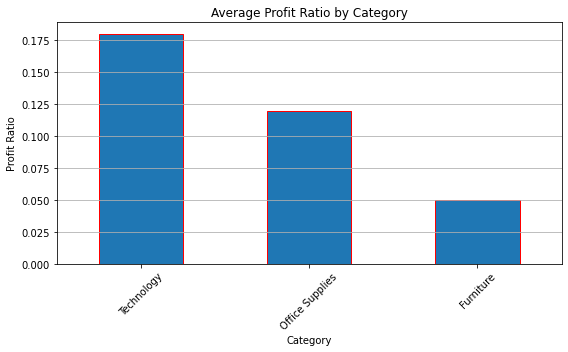 Average Profit Ratio by Category
Profit Ratio
0.175
0.150
0.125
0.100
0.075
0.050
0.025
0.000
Technology
Office Supplies
Furniture
Category